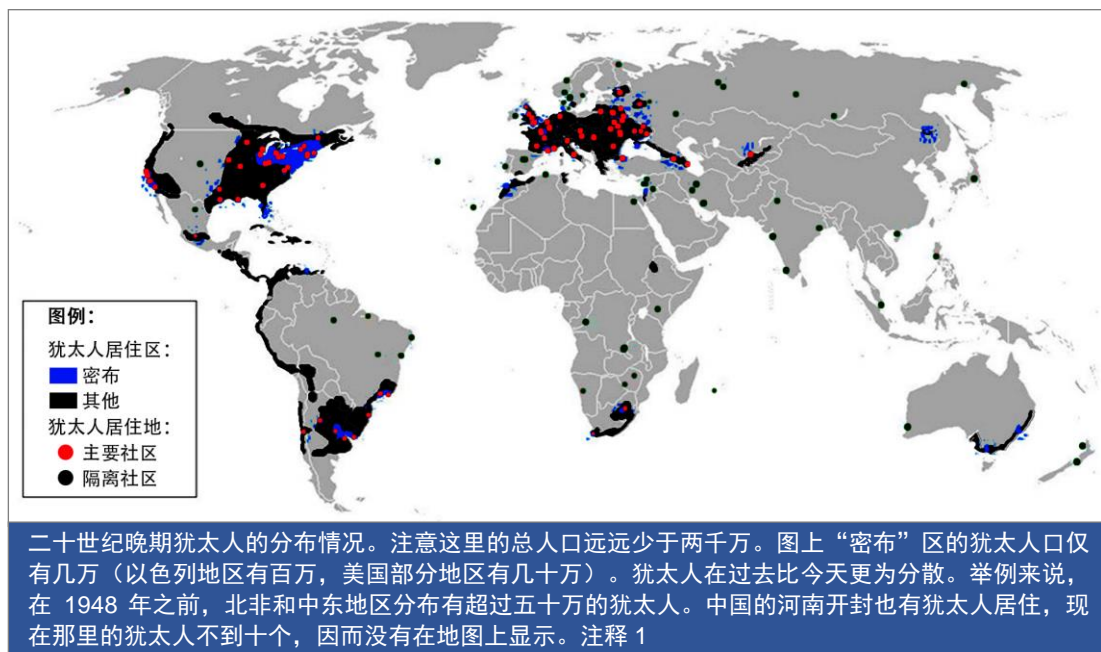 图例：
犹太人居住区：
密布
其他
犹太人居住地：
主要社区
隔离社区
二十世纪晚期犹太人的分布情况。注意这里的总人口远远少于两千万。图上“密布”区的犹太人口仅
有几万（以色列地区有百万，美国部分地区有几十万）。犹太人在过去比今天更为分散。举例来说，
在 1948 年之前，北非和中东地区分布有超过五十万的犹太人。中国的河南开封也有犹太人居住，现
在那里的犹太人不到十个，因而没有在地图上显示。注释 1